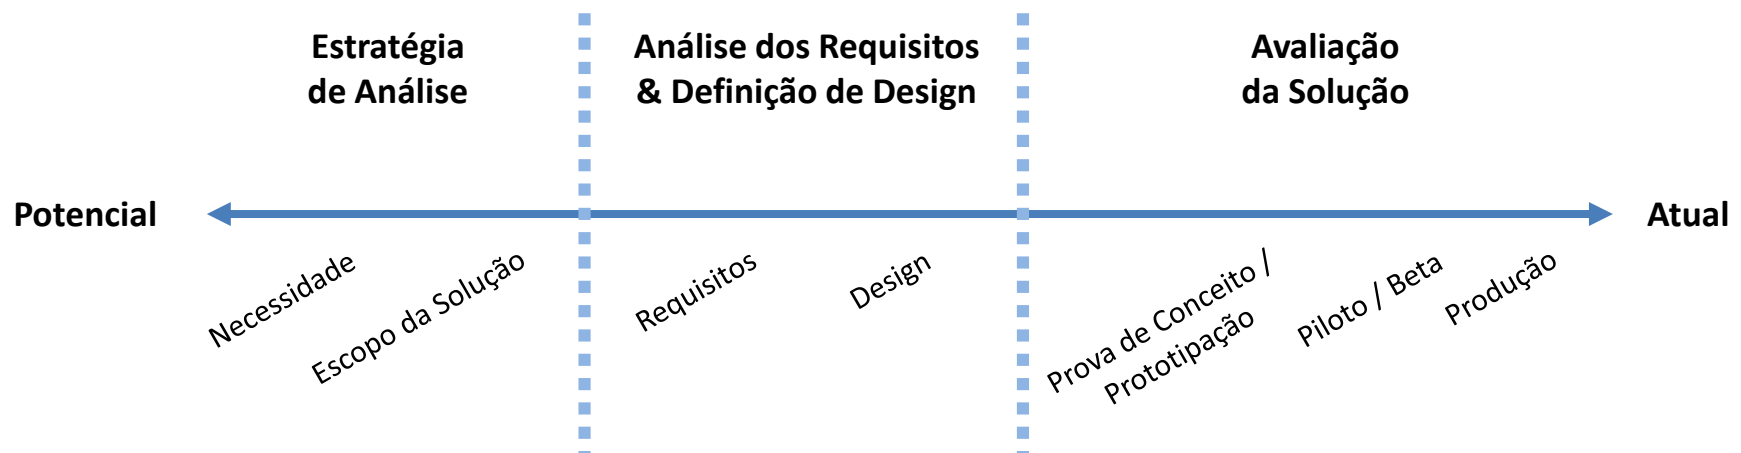 Estratégia
de Análise
Análise dos Requisitos
& Definição de Design
Avaliação
da Solução
Potencial
Atual
Necessidade
Escopo da Solução
Requisitos
Design
Prova de Conceito /
Prototipação
Piloto / Beta
Produção